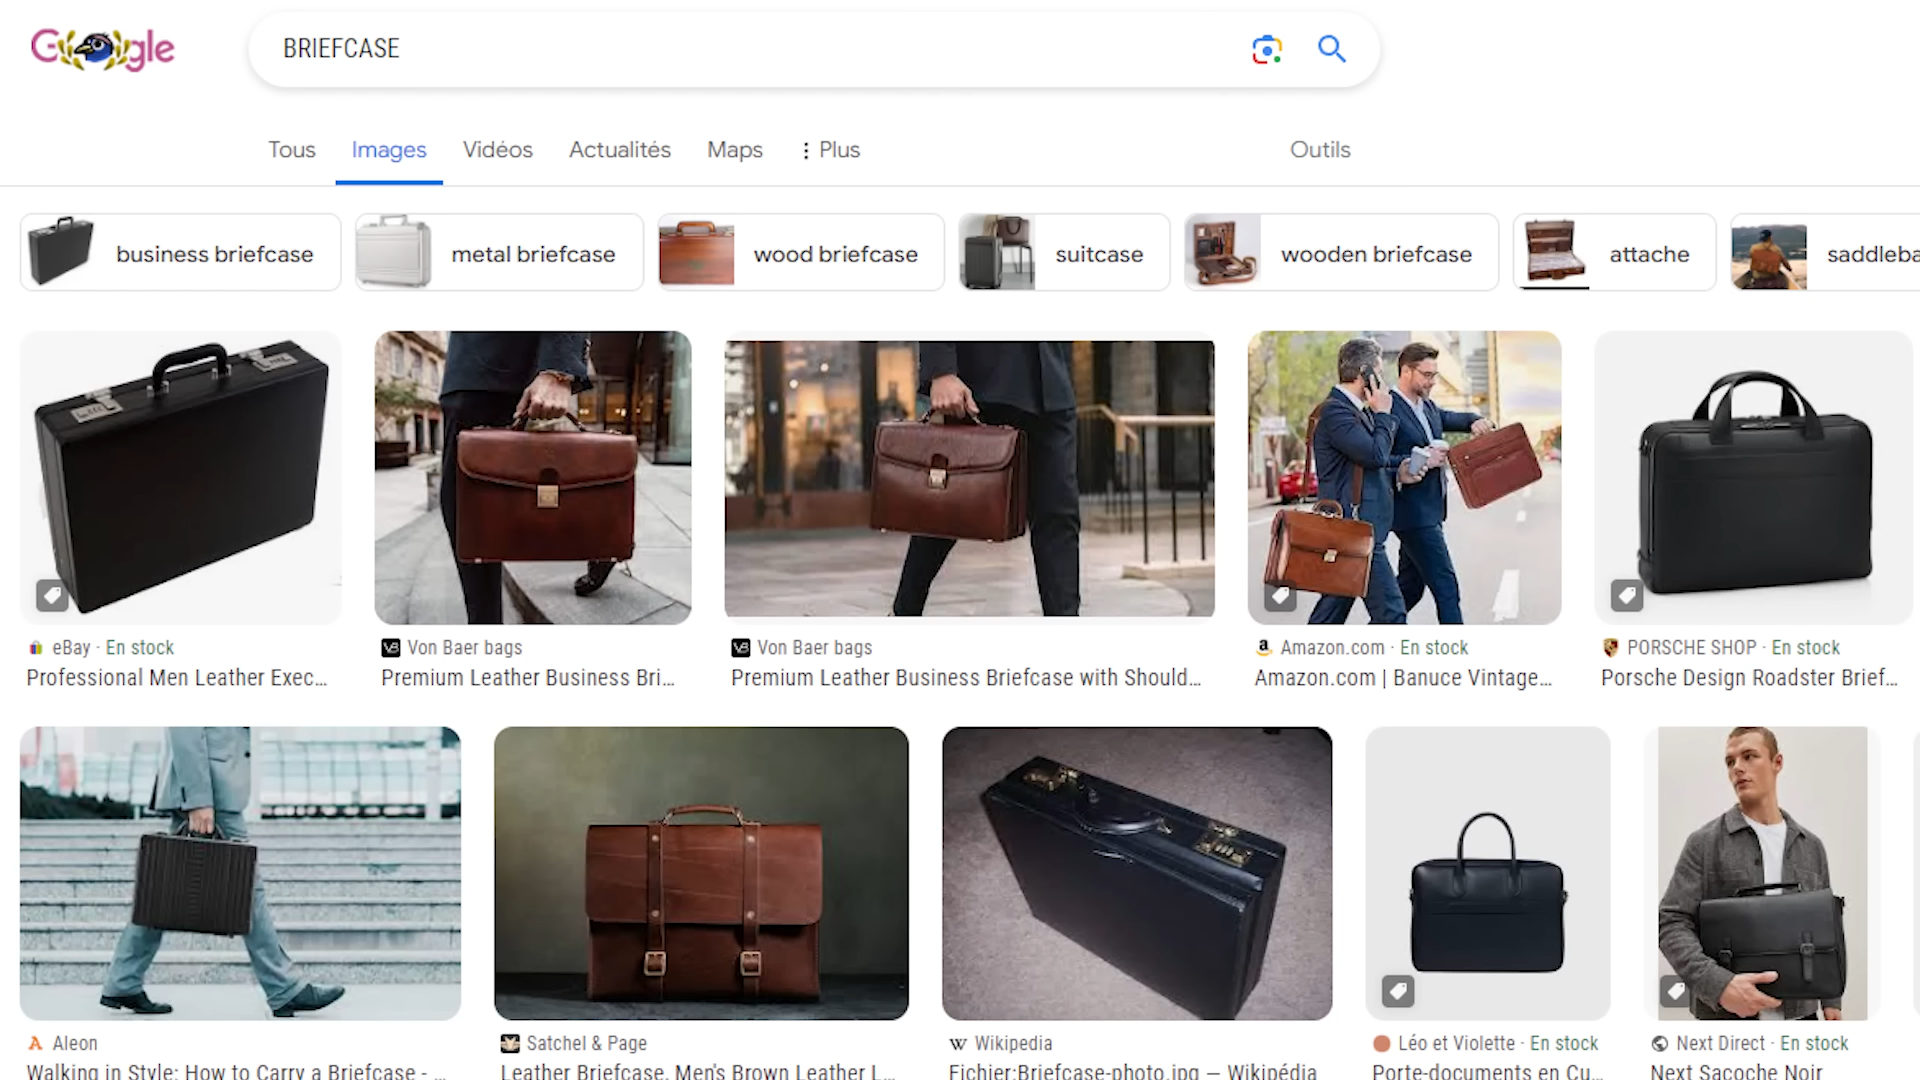 Google
BRIEFCASE
Tous Images Vidéos Actualités Maps Plus Outils
business briefcase metal briefcase wood briefcase suitcase wooden briefcase attache saddleba
eBay · En stock
Professional Men Leather Exec...
Von Baer bags
Premium Leather Business Bri...
Von Baer bags
Premium Leather Business Briefcase with Should...
Amazon.com · En stock
Amazon.com | Banuce Vintage...
PORSCHE SHOP · En stock
Porsche Design Roadster Brief...
Aleon
Walking in Style: How to Carry a Briefcase - ...
Satchel & Page
Leather Briefcase, Men's Brown Leather L...
W Wikipedia
Fichier:Briefcase-photo.jpg — Wikipédia
Léo et Violette · En stock
Porte-documents en Cu...
Next Direct · En stock
Next Sacoche Noir